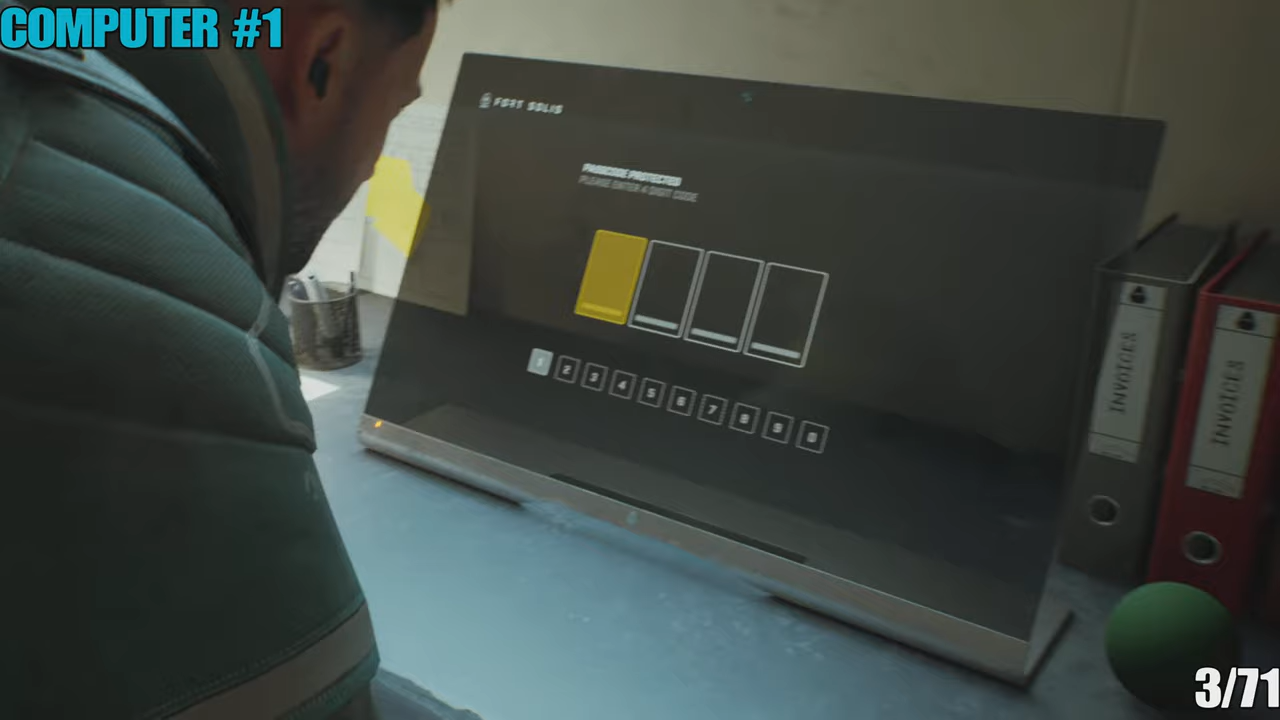 COMPUTER #1
FORT SOLIS
PASSCODE PROTECTED
PLEASE ENTER 4 DIGIT CODE
1 2 3 4 5 6 7 8 9 0
INVOICES
INVOICES
3/71